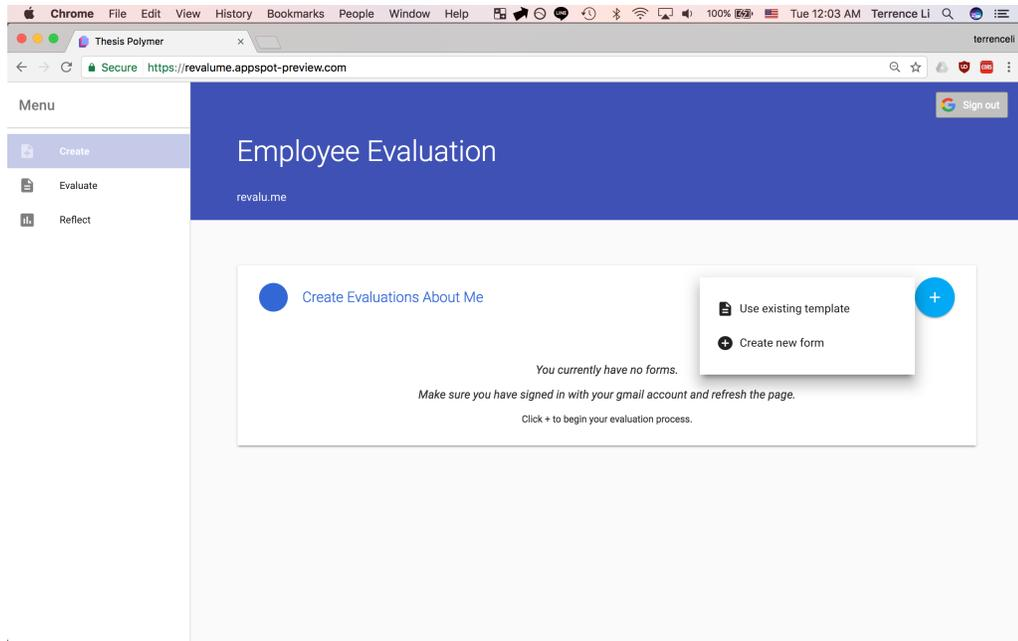 Chrome File Edit View History Bookmarks People Window Help LINE 100% Tue 12:03 AM Terrence Li
Thesis Polymer
terrenceli
Secure https://revalume.appspot-preview.com
Menu
Sign out
Create
Employee Evaluation
Evaluate
revalu.me
Reflect
Create Evaluations About Me
+
Use existing template
Create new form
You currently have no forms.
Make sure you have signed in with your gmail account and refresh the page.
Click + to begin your evaluation process.